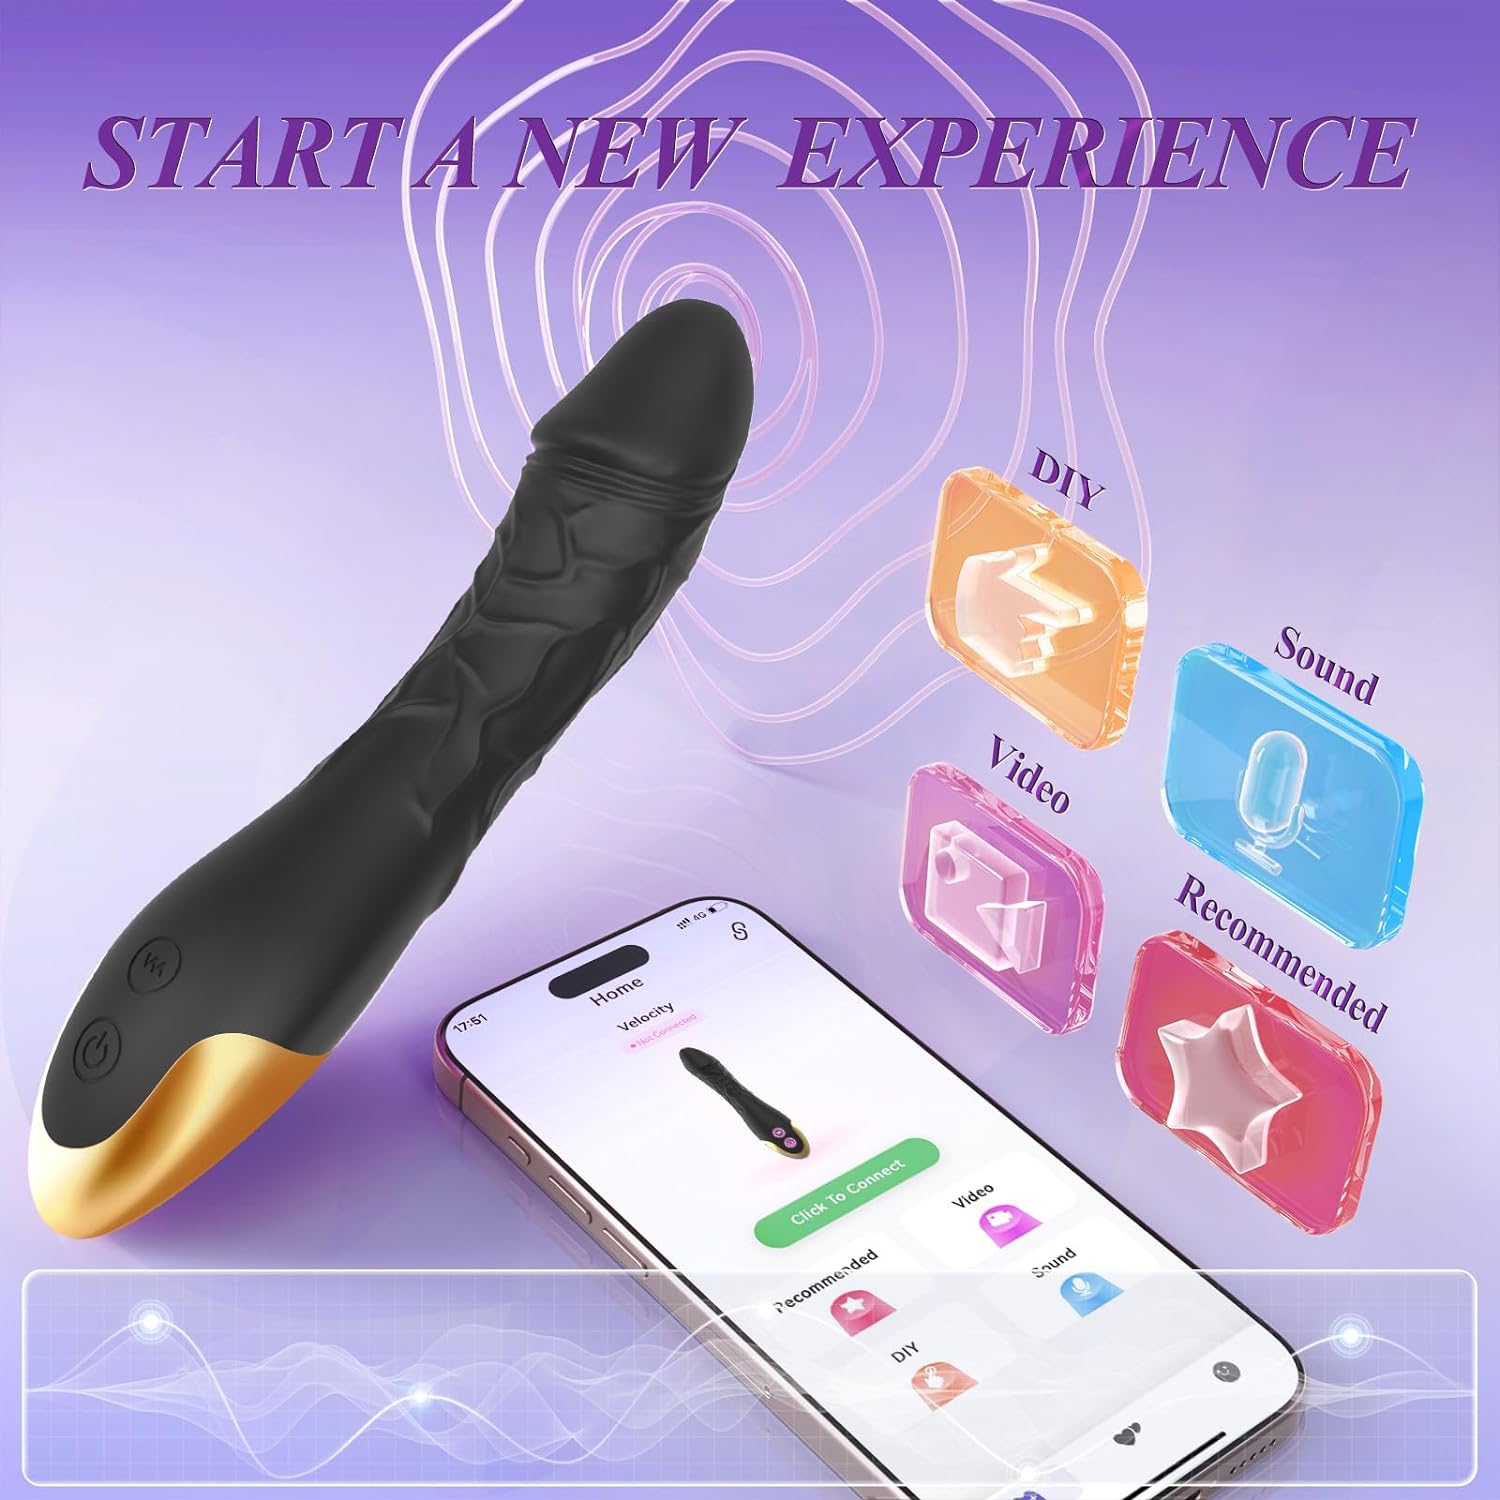 START A NEW EXPERIENCE
DIY
Sound
Video
Recommended
17:51
4G
Home
Velocity
Not Connected
Click To Connect
Recommended
Video
DIY
Sound